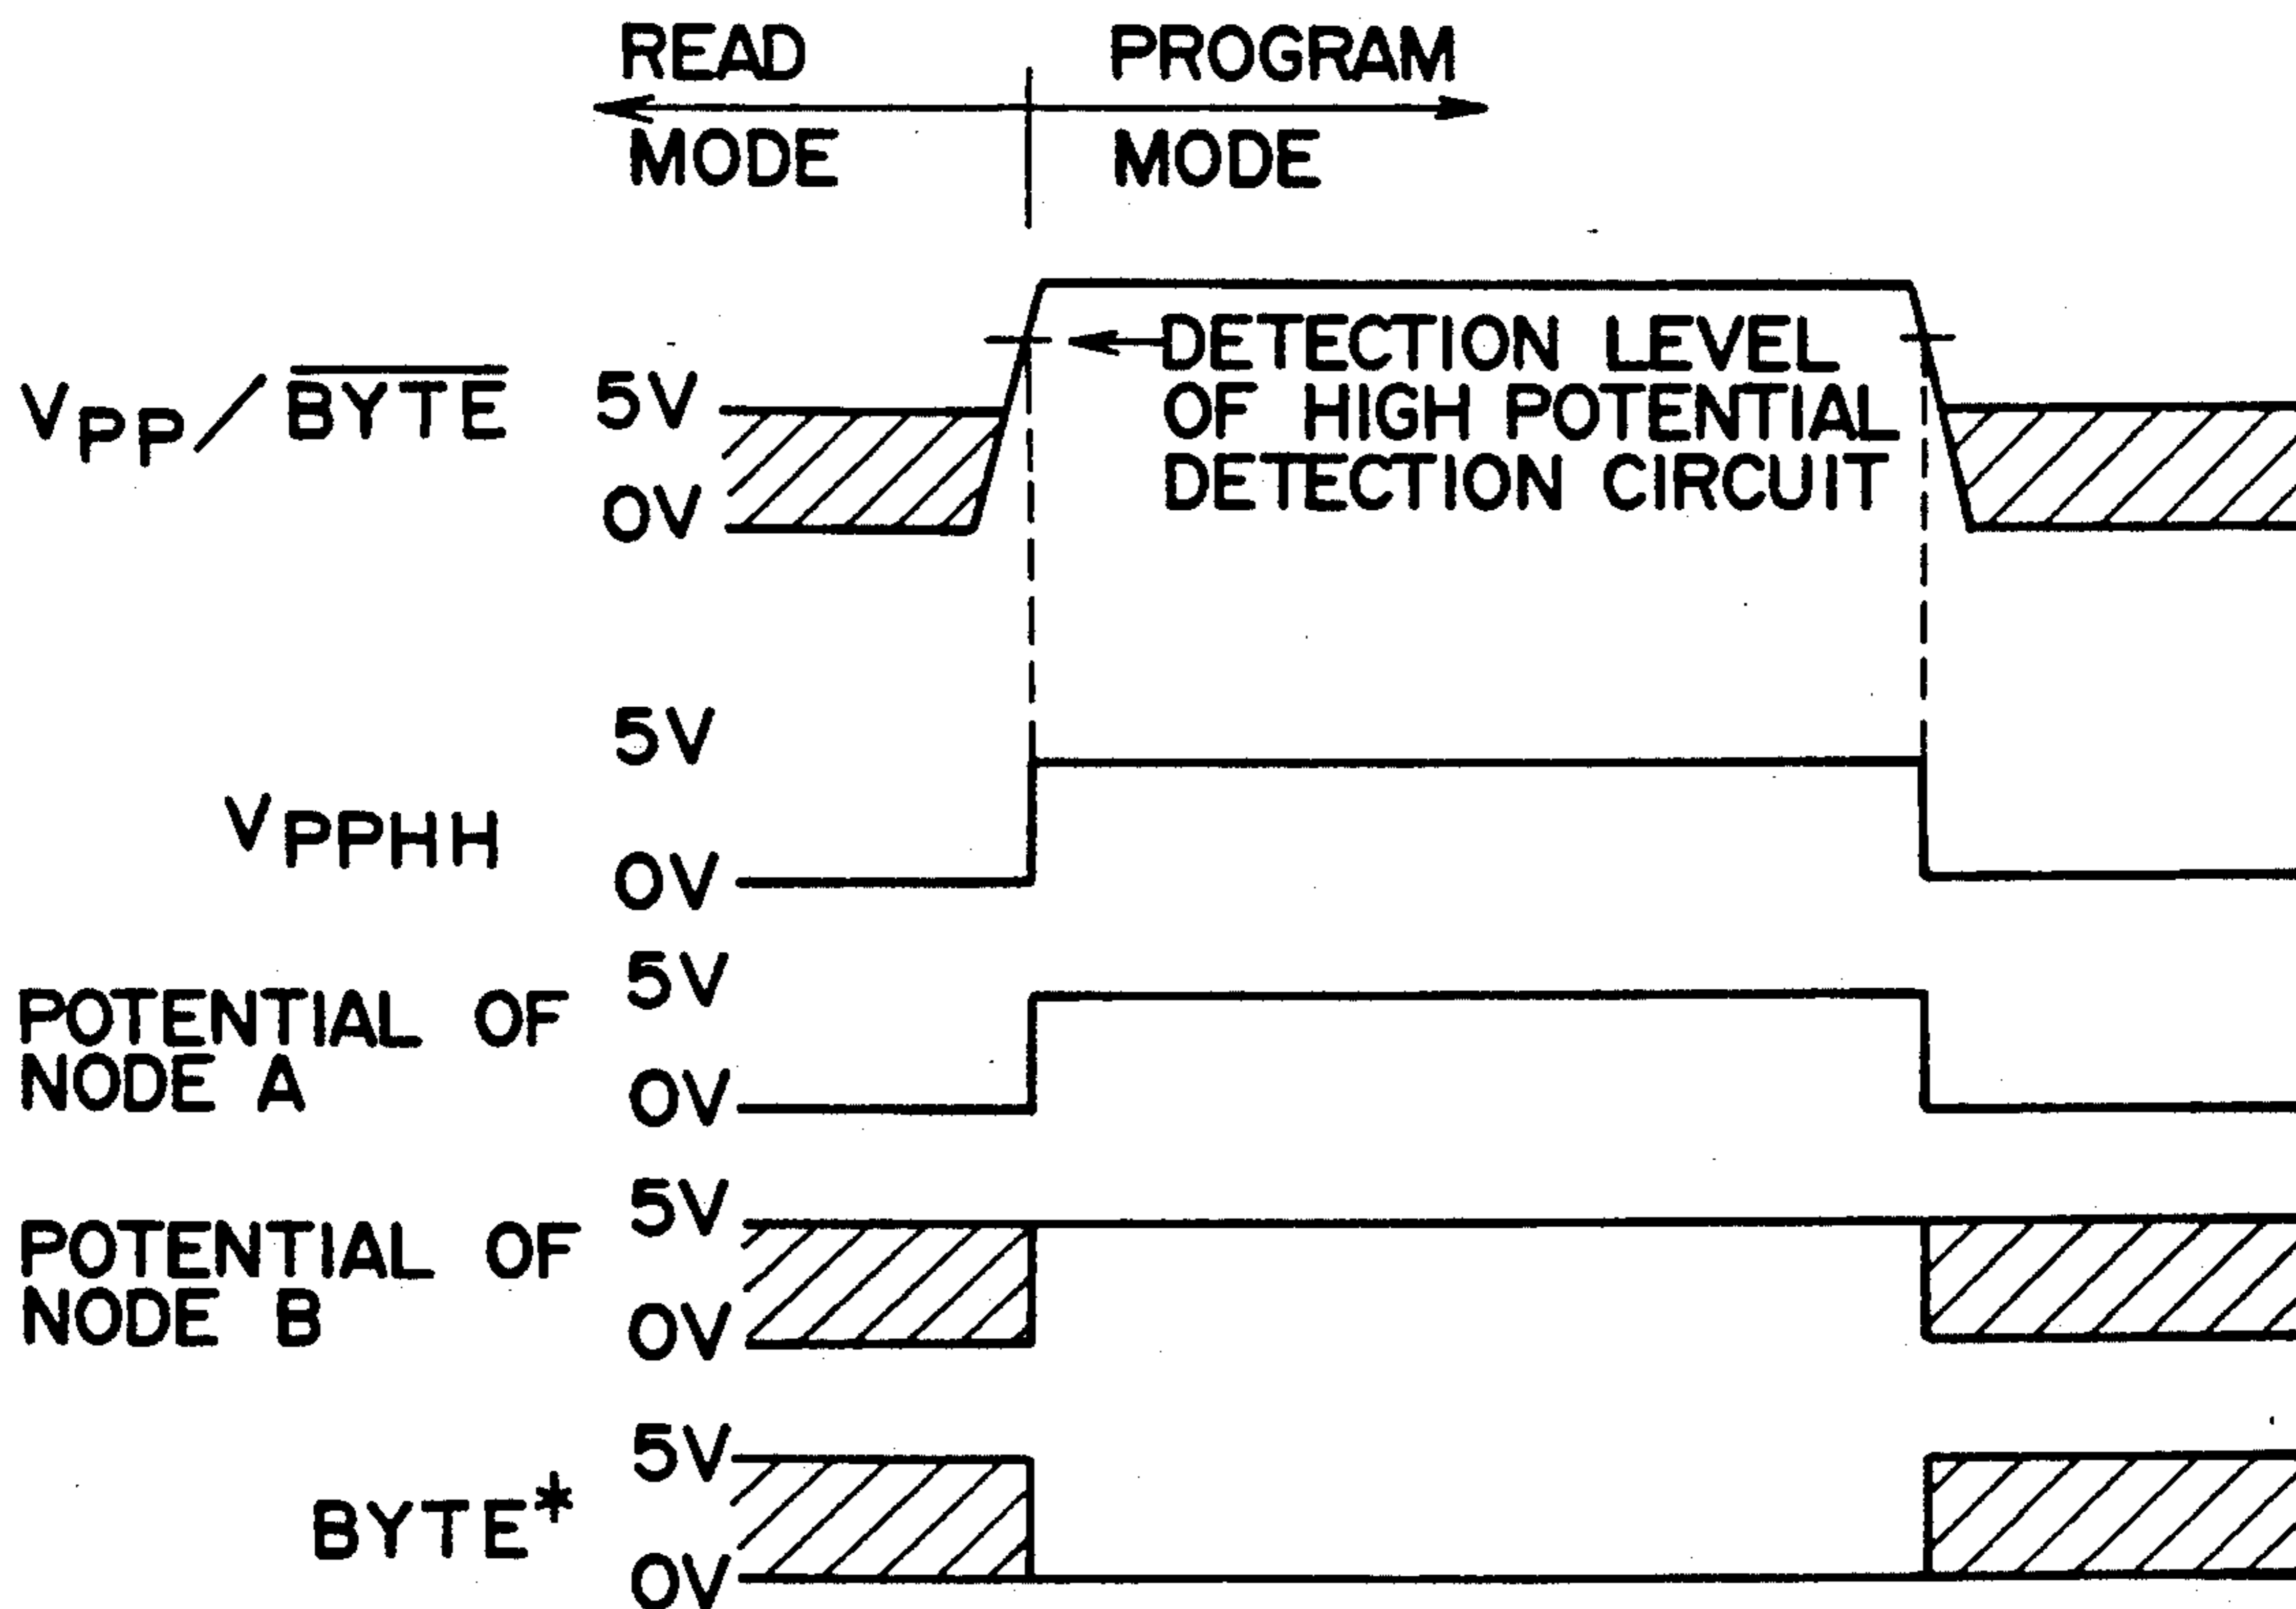 READ PROGRAM
MODE MODE
DETECTION LEVEL
OF HIGH POTENTIAL
DETECTION CIRCUIT
VPP/B̅Y̅T̅E̅ 5V
0V
5V
VPPHH
0V
5V
POTENTIAL OF
NODE A
0V
5V
POTENTIAL OF
NODE B
0V
5V
BYTE*
0V